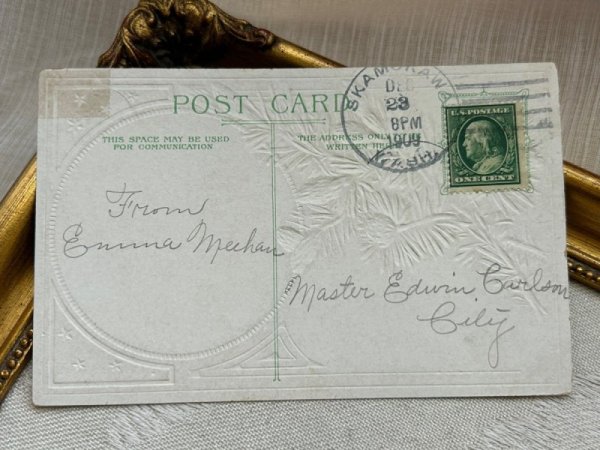 POST CARD
SKAMOKAWA
DEC
23
8PM
1909
WASH.
U.S. POSTAGE
ONE CENT
THIS SPACE MAY BE USED
FOR COMMUNICATION
THE ADDRESS ONLY
WRITTEN HERE
From
Emma Meehan
Master Edwin Carlson
City